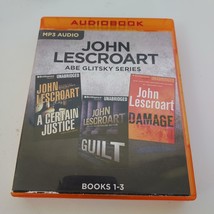 AUDIOBOOK
MP3 AUDIO
JOHN
LESCROART
ABE GLITSKY SERIES
UNABRIDGED
JOHN
LESCROART
A CERTAIN
JUSTICE
UNABRIDGED
JOHN
LESCROART
GUILT
John
Lescroart
DAMAGE
BOOKS 1-3